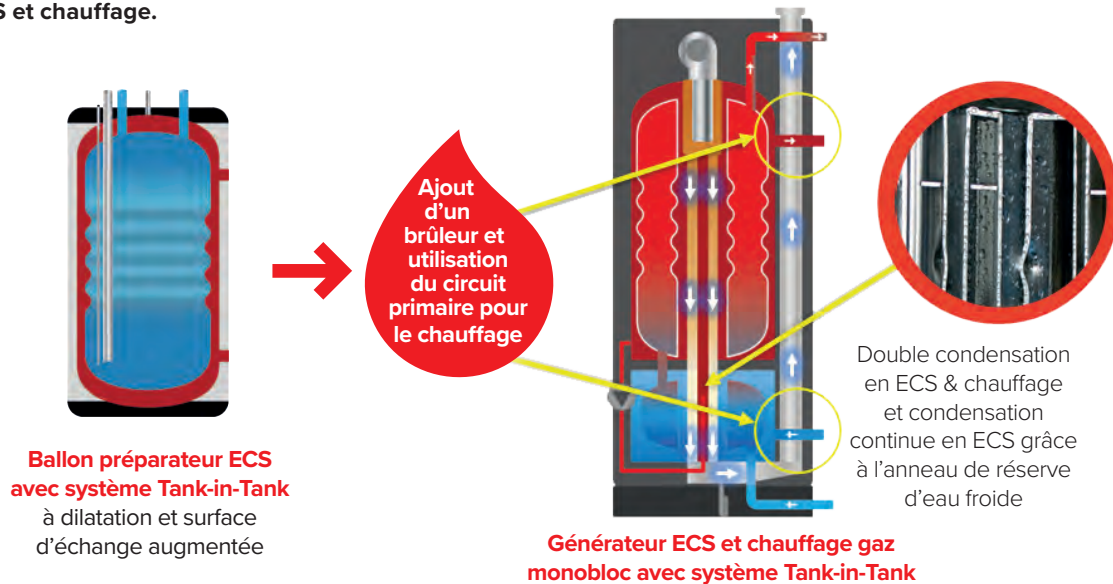 S et chauffage.
Ajout
d'un
brûleur et
utilisation
du circuit
primaire pour
le chauffage
Ballon préparateur ECS
avec système Tank-in-Tank
à dilatation et surface
d'échange augmentée
Double condensation
en ECS & chauffage
et condensation
continue en ECS grâce
à l'anneau de réserve
d'eau froide
Générateur ECS et chauffage gaz
monobloc avec système Tank-in-Tank